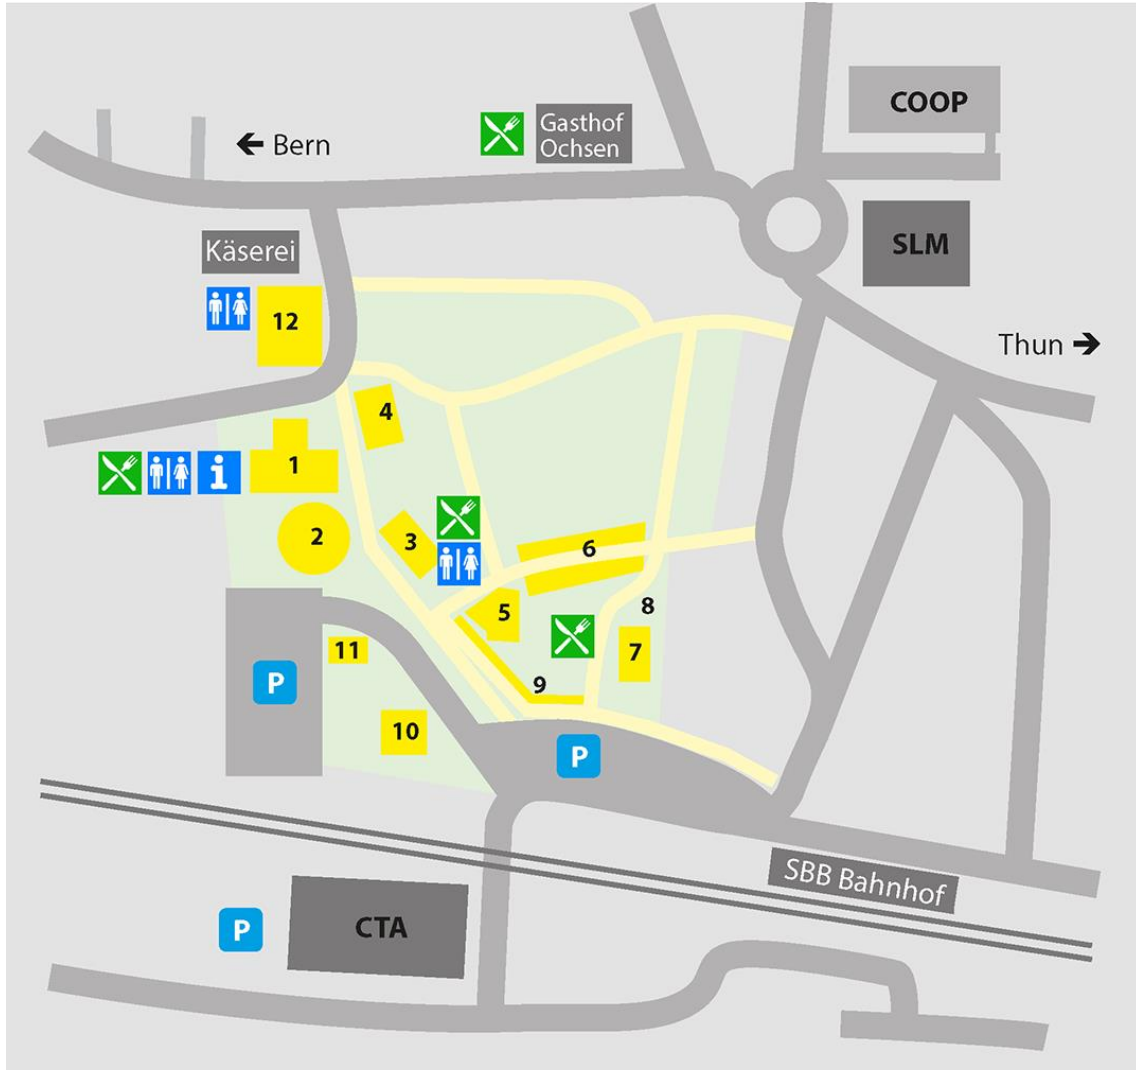 COOP
Gasthof
Ochsen
← Bern
SLM
Käserei
12
Thun →
4
1
i
2
3
6
5
8
7
11
9
P
10
P
SBB Bahnhof
P
CTA